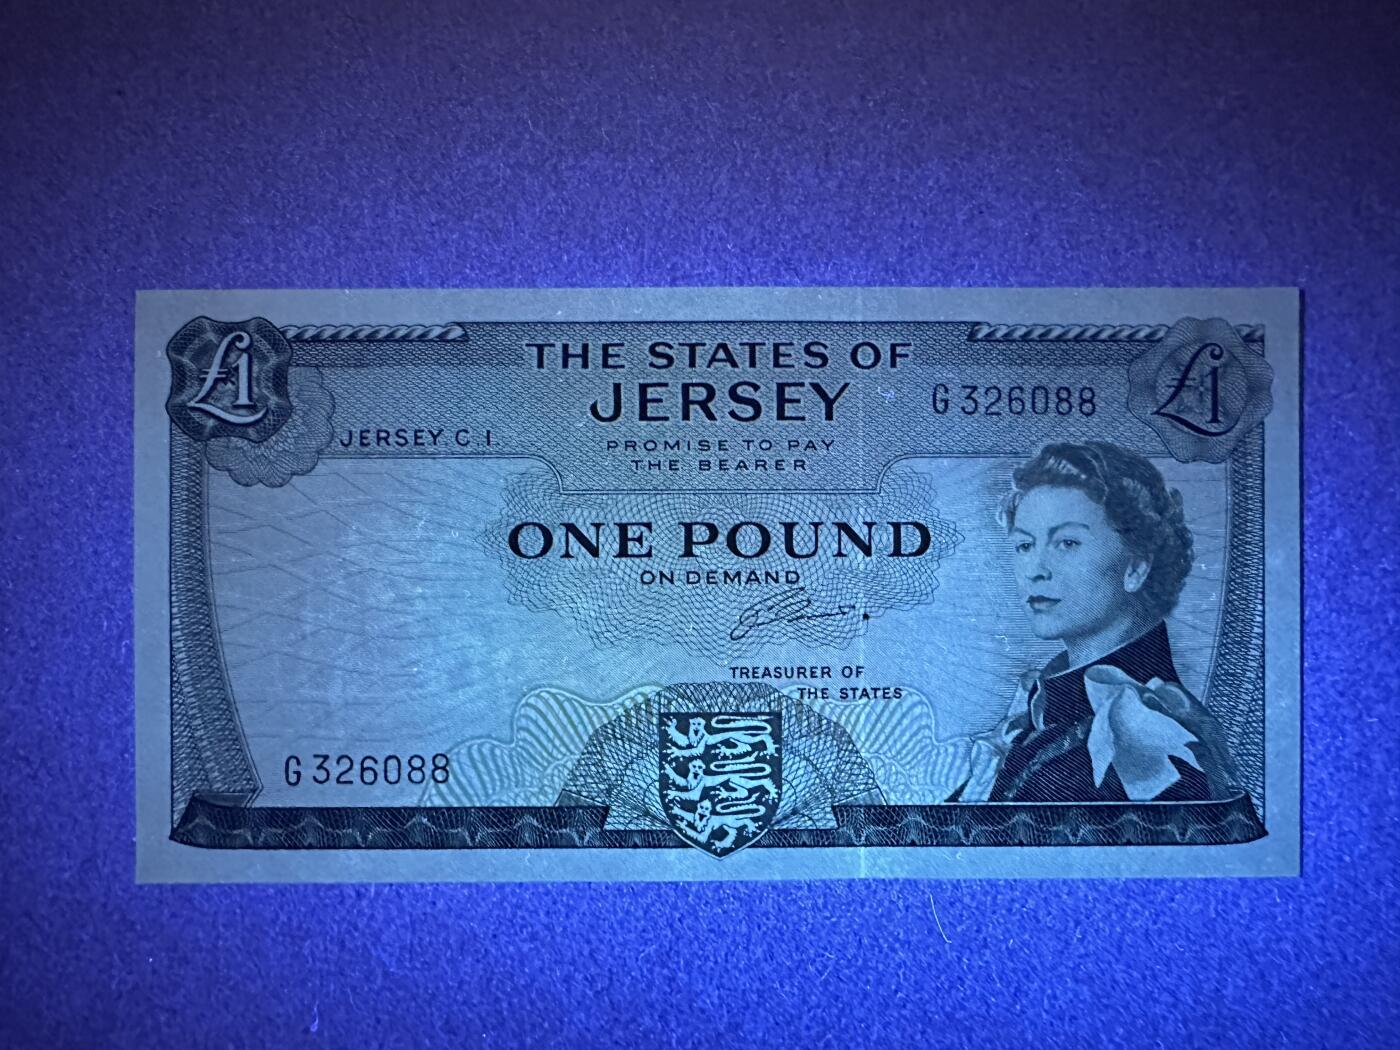 £1
THE STATES OF
JERSEY
G 326088
£1
JERSEY C.I.
PROMISE TO PAY
THE BEARER
ONE POUND
ON DEMAND
TREASURER OF
THE STATES
G 326088